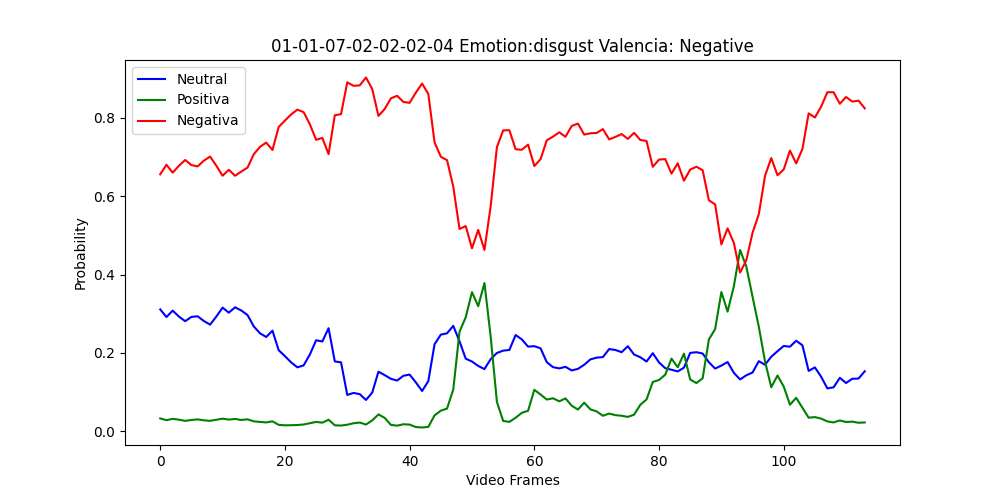 01-01-07-02-02-02-04 Emotion:disgust Valencia: Negative
Neutral
Positiva
Negativa
Probability
0.8
0.6
0.4
0.2
0.0
0 20 40 60 80 100
Video Frames